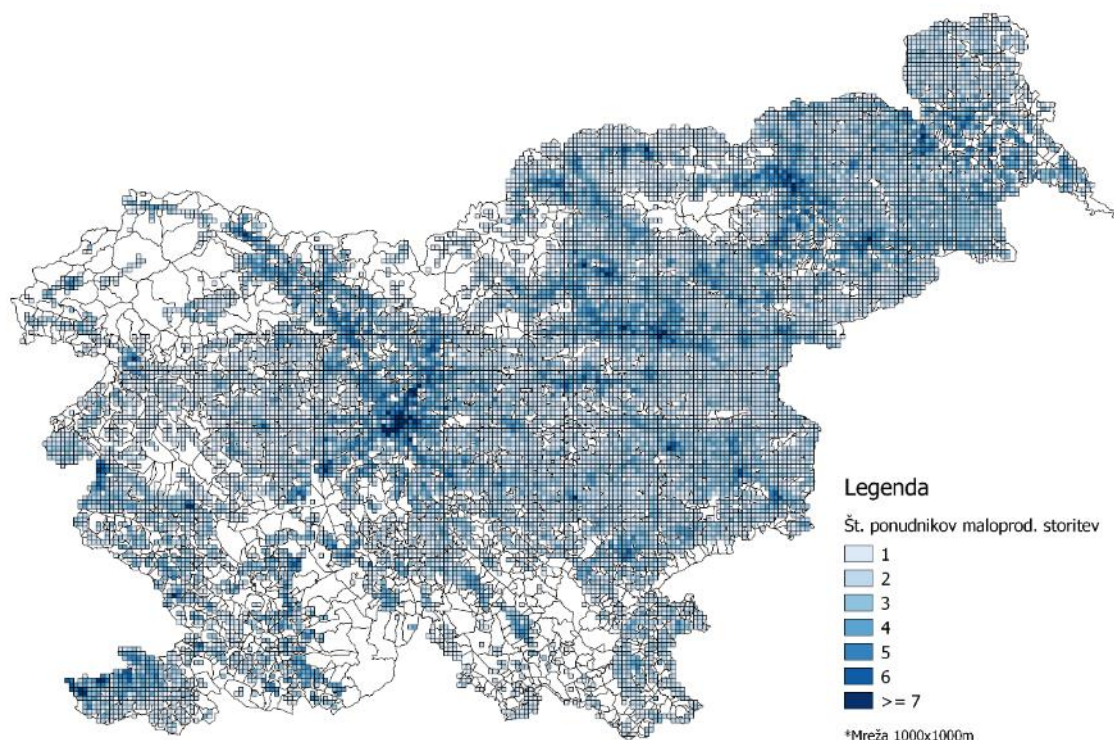 Legenda
Št. ponudnikov maloprod. storitev
1
2
3
4
5
6
>= 7
*Mreža 1000x1000m